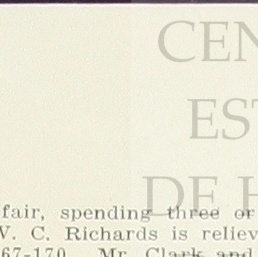 CEN
EST
DE H
fair, spending three or
W. C. Richards is reliev
67-170. Mr. Clark and